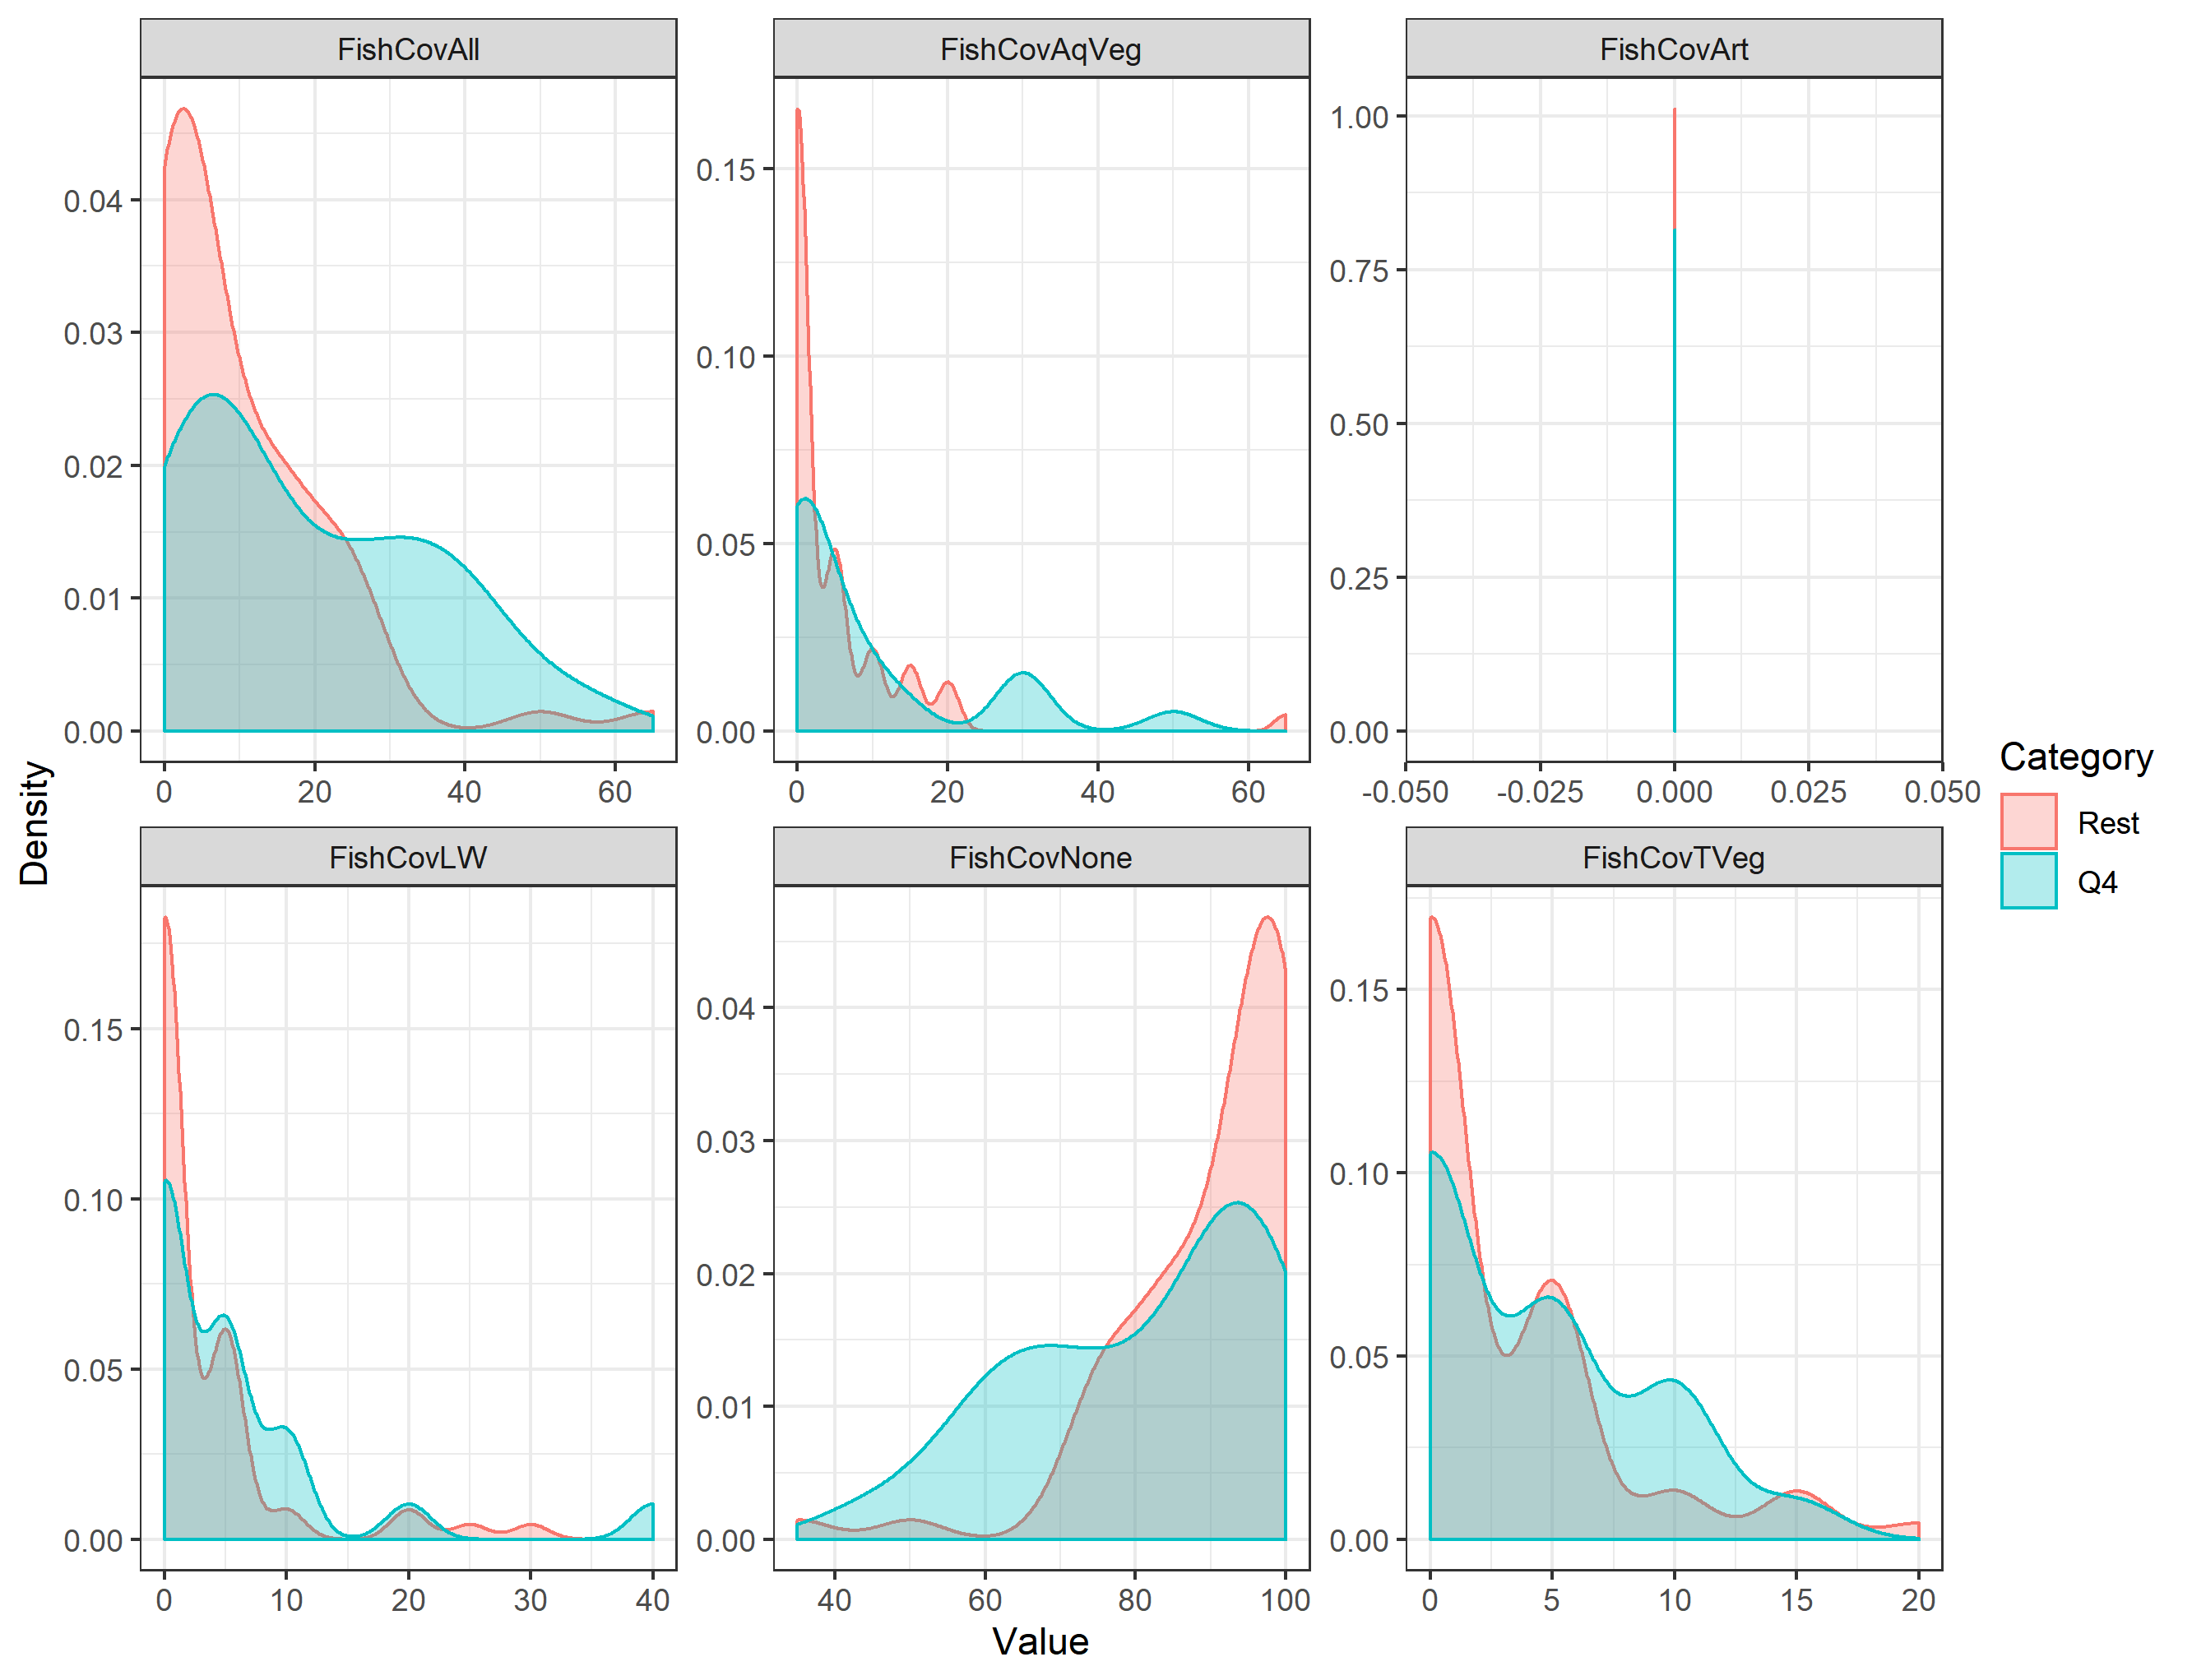 FishCovAll FishCovAqVeg FishCovArt
0.04 0.03 0.02 0.01 0.00
0 20 40 60
0.15 0.10 0.05 0.00
0 20 40 60
1.00 0.75 0.50 0.25 0.00
-0.050 -0.025 0.000 0.025 0.050
Density
FishCovLW FishCovNone FishCovTVeg
0.15 0.10 0.05 0.00
0 10 20 30 40
0.04 0.03 0.02 0.01 0.00
40 60 80 100
0.15 0.10 0.05 0.00
0 5 10 15 20
Value
Category
Rest
Q4